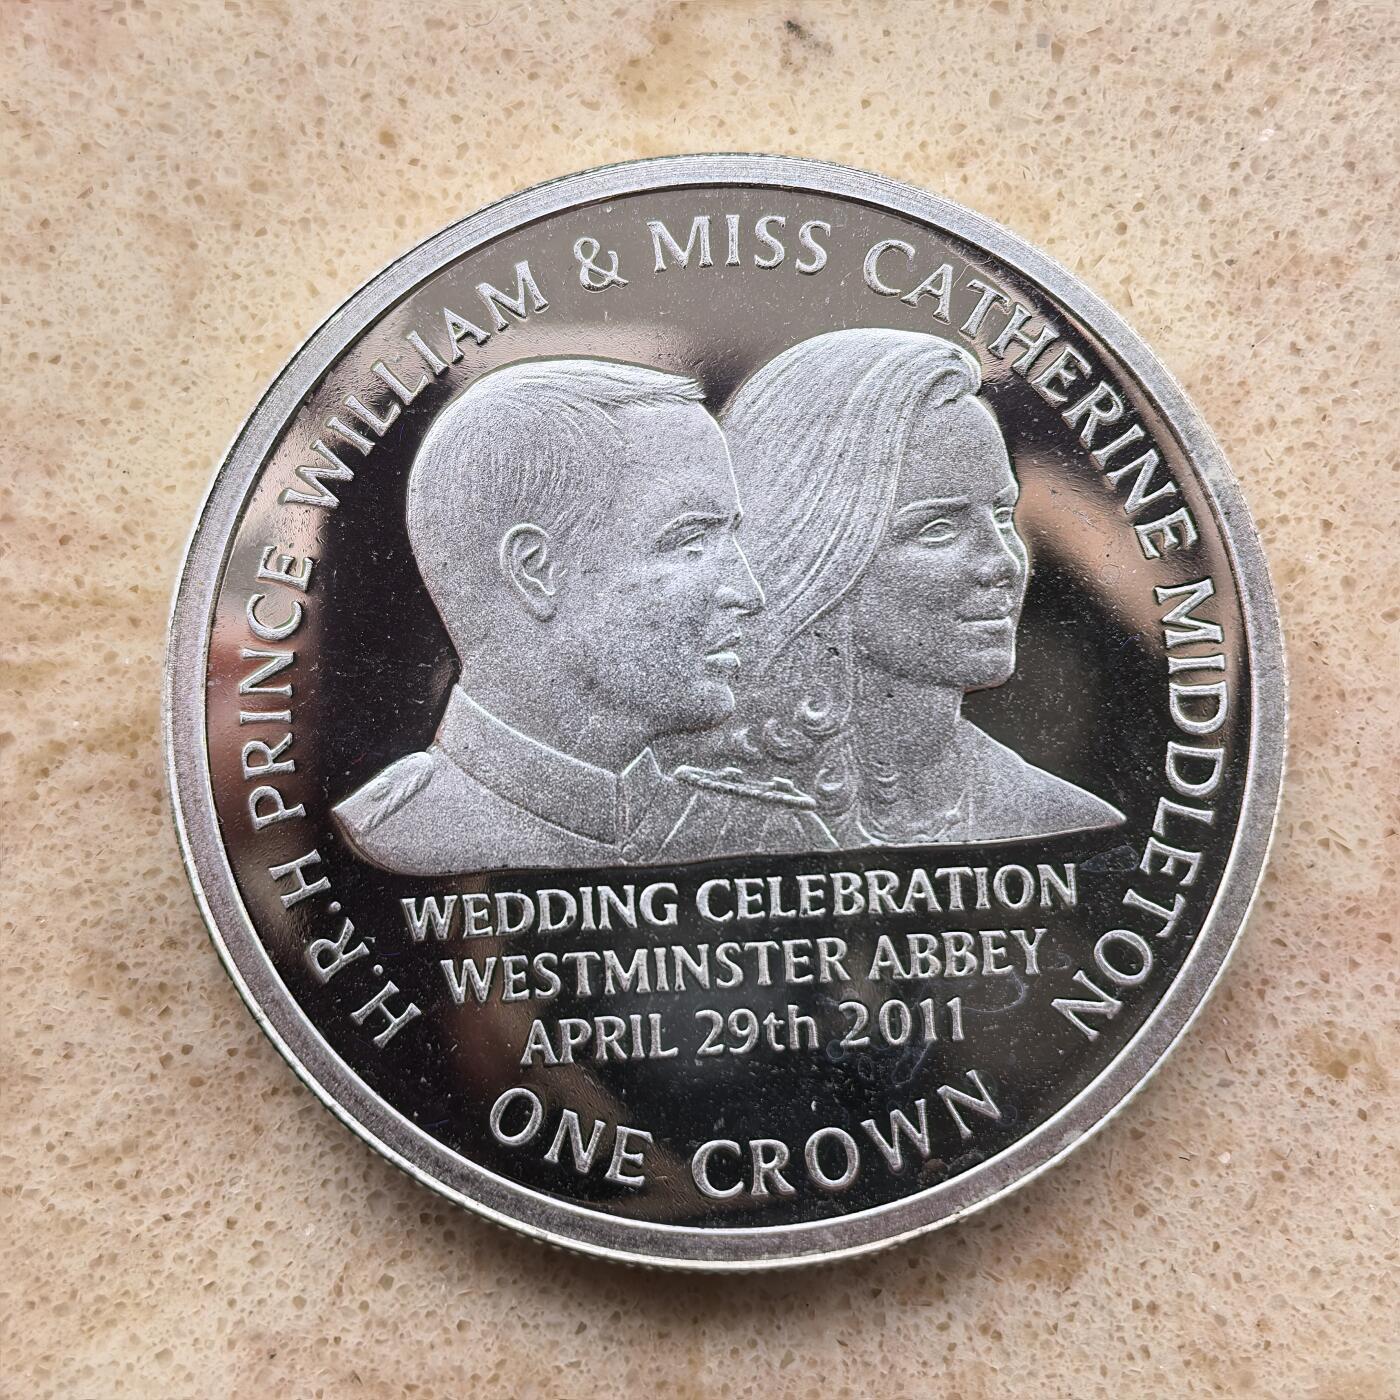 H.R.H PRINCE WILLIAM & MISS CATHERINE MIDDLETON
WEDDING CELEBRATION
WESTMINSTER ABBEY
APRIL 29th 2011
ONE CROWN